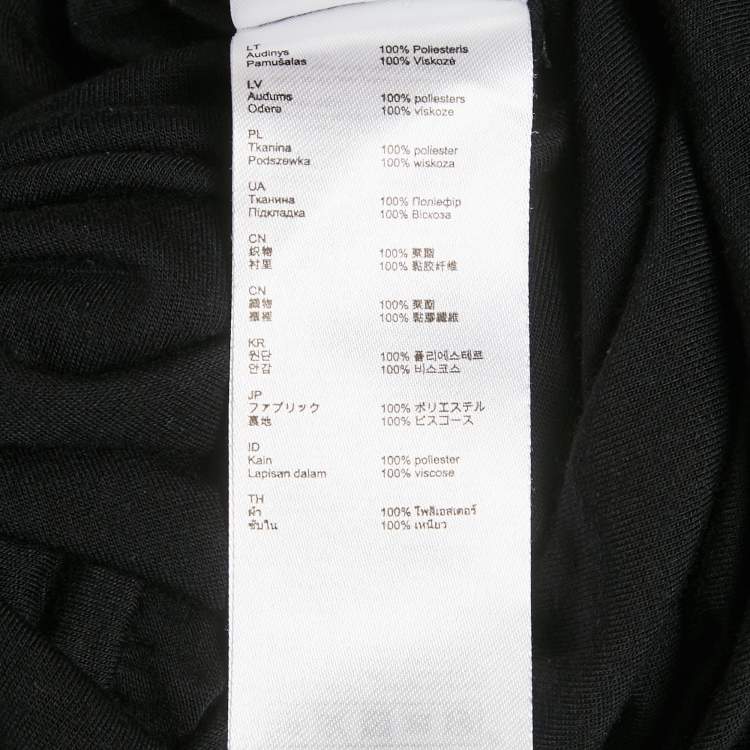 LT
Audinys 100% Poliesteris
Pamušalas 100% Viskozė
LV
Audums 100% poliesters
Odere 100% viskoze
PL
Tkanina 100% poliester
Podszewka 100% wiskoza
UA
Тканина 100% Поліефір
Підкладка 100% Віскоза
CN
织物 100% 聚酯
衬里 100% 黏胶纤维
CN
織物 100% 聚酯
襯裡 100% 黏膠纖維
KR
원단 100% 폴리에스테르
안감 100% 비스코스
JP
ファブリック 100% ポリエステル
裏地 100% ビスコース
ID
Kain 100% poliester
Lapisan dalam 100% viscose
TH
ผ้า 100% โพลิเอสเตอร์
ซับใน 100% เหนียว